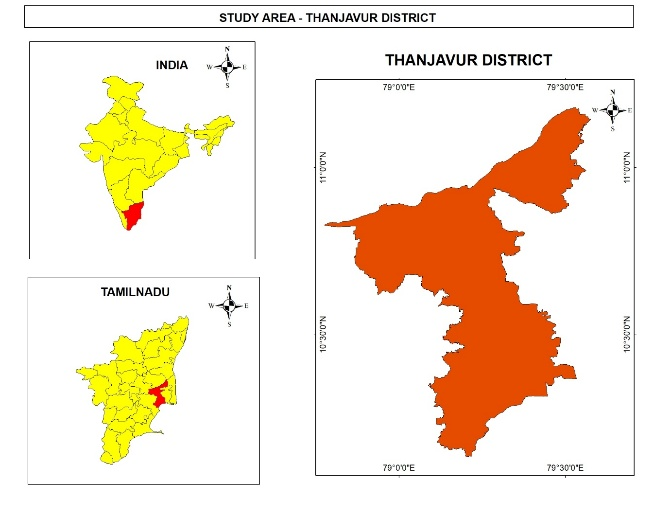 STUDY AREA - THANJAVUR DISTRICT
INDIA
N
W E
S
TAMILNADU
N
W E
S
THANJAVUR DISTRICT
79°0'0"E 79°30'0"E
N
W E
S
11°0'0"N 11°0'0"N
10°30'0"N 10°30'0"N
79°0'0"E 79°30'0"E